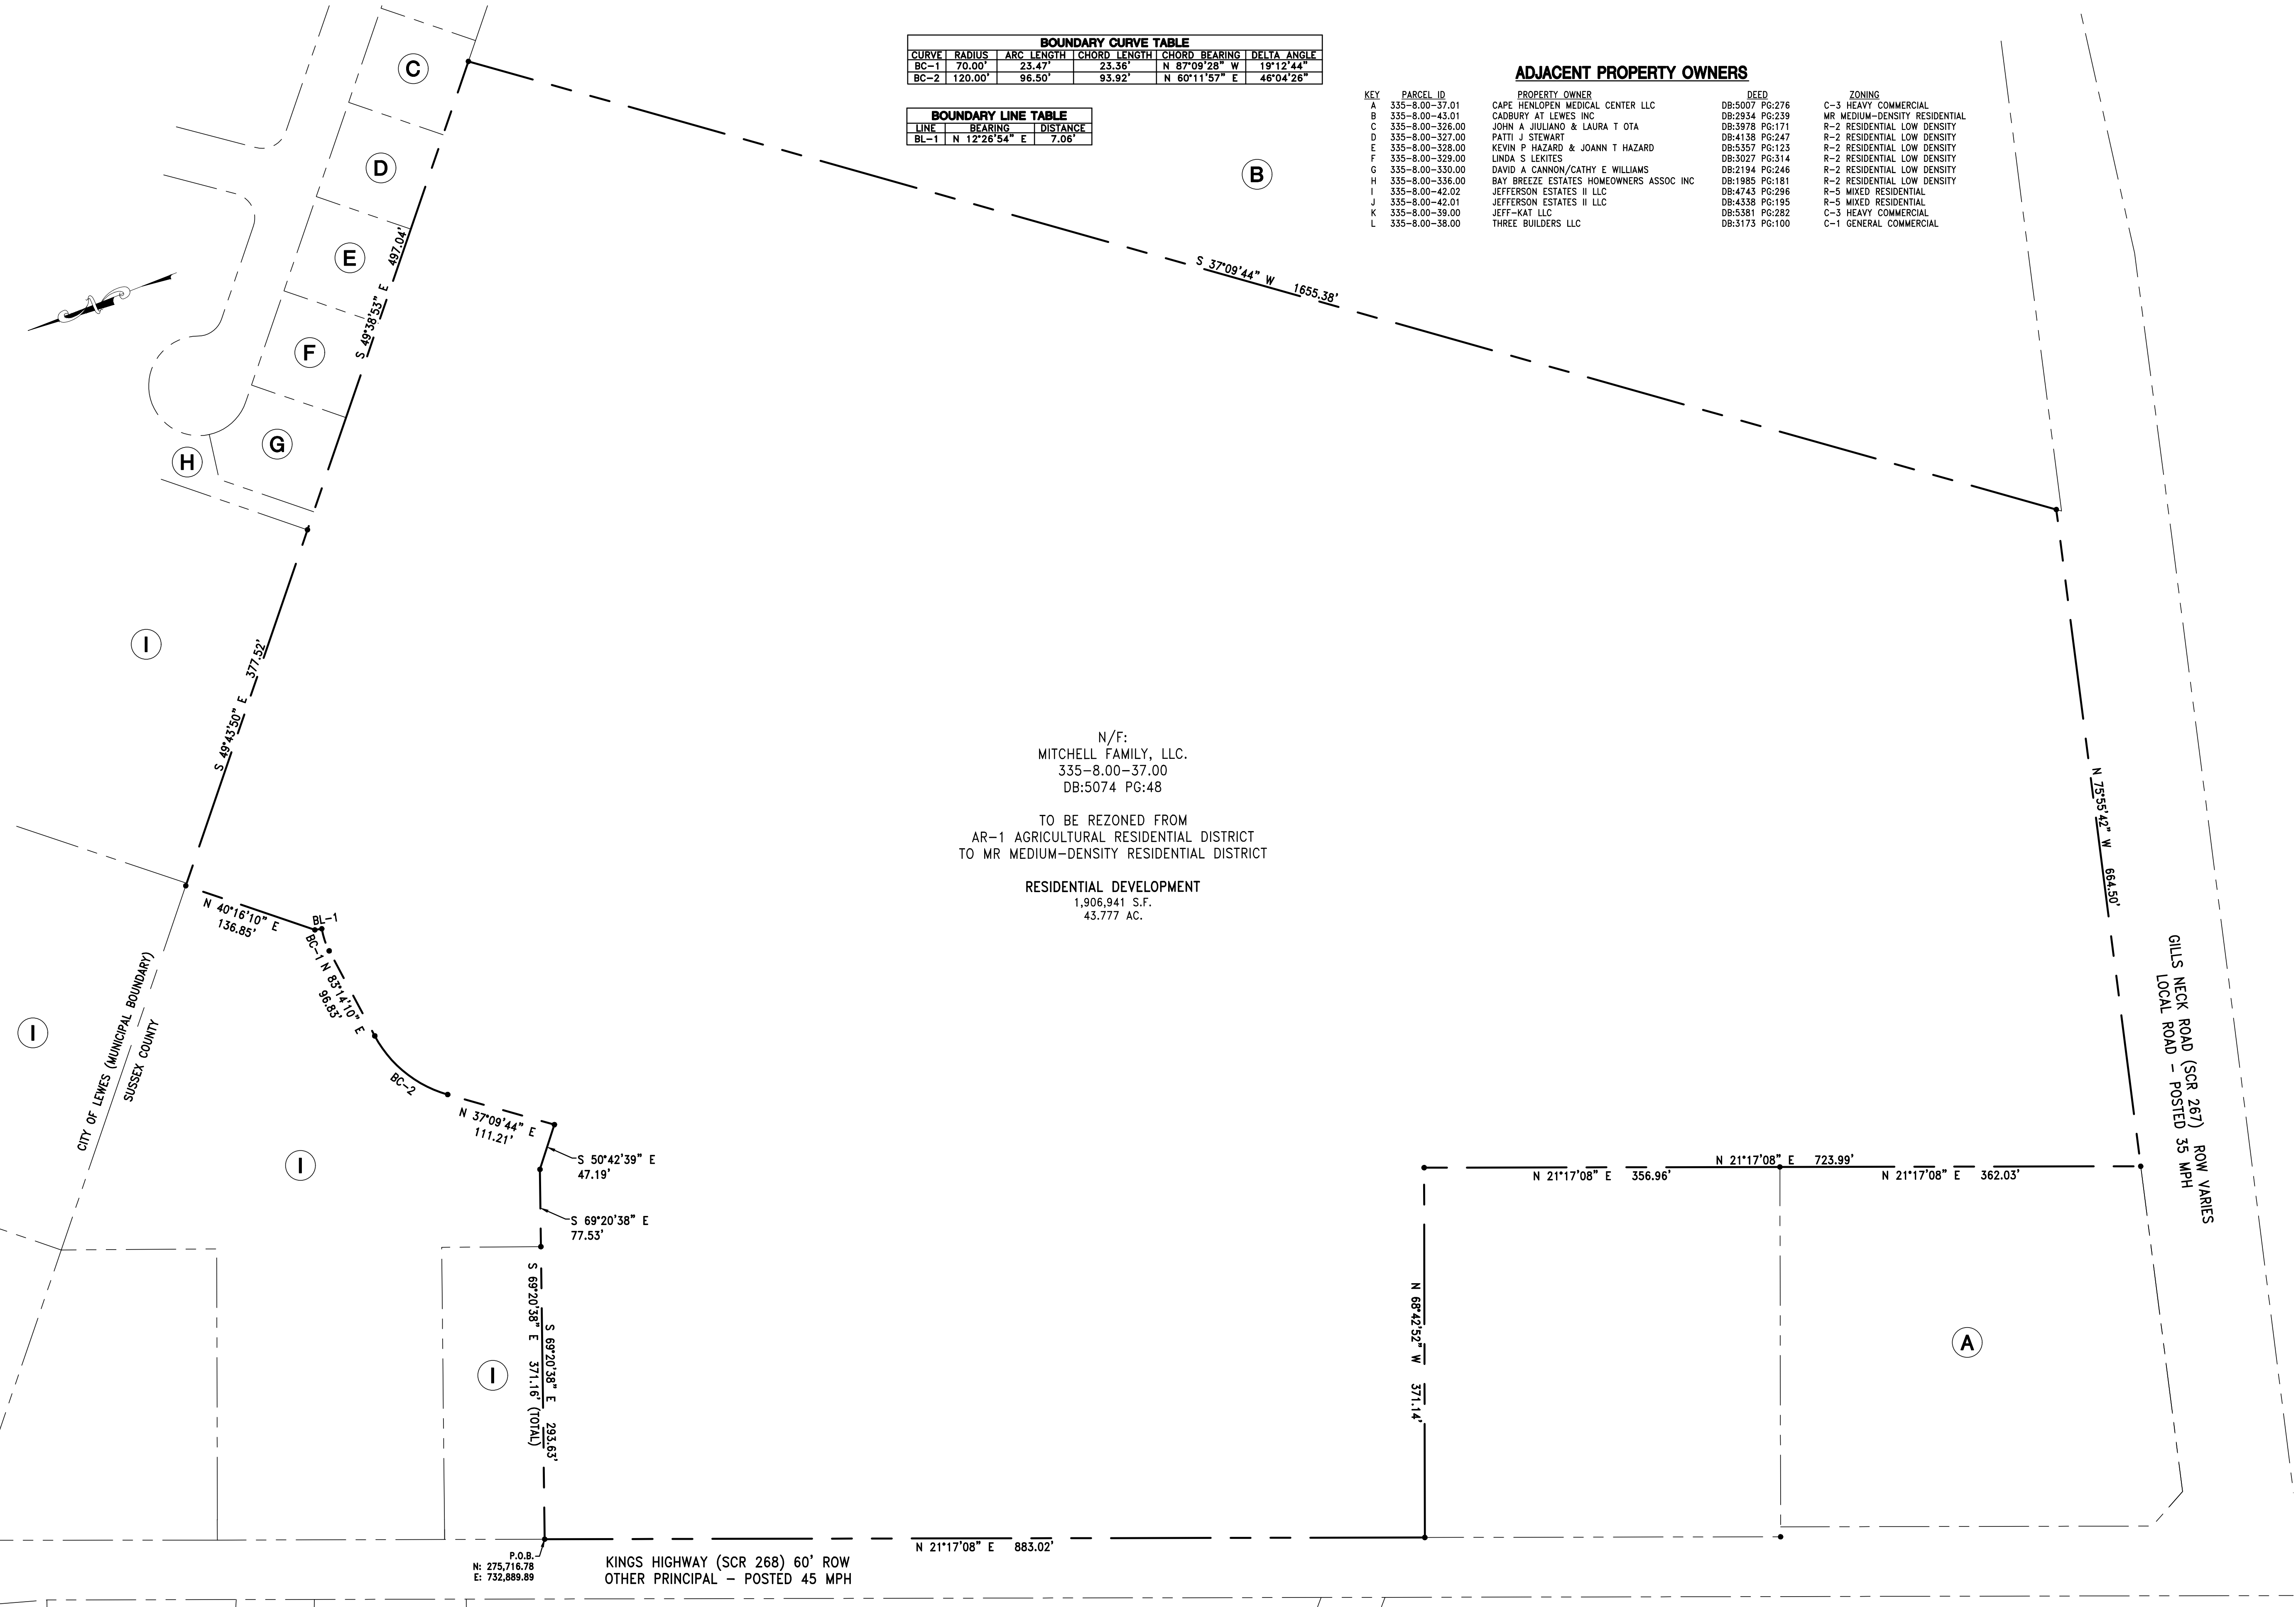 BOUNDARY CURVE TABLE
CURVE RADIUS ARC LENGTH CHORD LENGTH CHORD BEARING DELTA ANGLE
BC-1 70.00' 23.47' 23.36' N 87°09'28" W 19°12'44"
BC-2 120.00' 96.50' 93.92' N 60°11'57" E 46°04'26"
BOUNDARY LINE TABLE
LINE BEARING DISTANCE
BL-1 N 12°26'54" E 7.06'
ADJACENT PROPERTY OWNERS
KEY PARCEL ID PROPERTY OWNER DEED ZONING
A 335-8.00-37.01 CAPE HENLOPEN MEDICAL CENTER LLC DB:5007 PG:276 C-3 HEAVY COMMERCIAL
B 335-8.00-43.01 CADBURY AT LEWES INC DB:2934 PG:239 MR MEDIUM-DENSITY RESIDENTIAL
C 335-8.00-326.00 JOHN A JIULIANO & LAURA T OTA DB:3978 PG:171 R-2 RESIDENTIAL LOW DENSITY
D 335-8.00-327.00 PATTI J STEWART DB:4138 PG:247 R-2 RESIDENTIAL LOW DENSITY
E 335-8.00-328.00 KEVIN P HAZARD & JOANN T HAZARD DB:5357 PG:123 R-2 RESIDENTIAL LOW DENSITY
F 335-8.00-329.00 LINDA S LEKITES DB:3027 PG:314 R-2 RESIDENTIAL LOW DENSITY
G 335-8.00-330.00 DAVID A CANNON/CATHY E WILLIAMS DB:2194 PG:246 R-2 RESIDENTIAL LOW DENSITY
H 335-8.00-336.00 BAY BREEZE ESTATES HOMEOWNERS ASSOC INC DB:1985 PG:181 R-2 RESIDENTIAL LOW DENSITY
I 335-8.00-42.02 JEFFERSON ESTATES II LLC DB:4743 PG:296 R-5 MIXED RESIDENTIAL
J 335-8.00-42.01 JEFFERSON ESTATES II LLC DB:4338 PG:195 R-5 MIXED RESIDENTIAL
K 335-8.00-39.00 JEFF-KAT LLC DB:5381 PG:282 C-3 HEAVY COMMERCIAL
L 335-8.00-38.00 THREE BUILDERS LLC DB:3173 PG:100 C-1 GENERAL COMMERCIAL
C
D
E
F
G
H
B
S 49°38'53" E 497.04'
S 37°09'44" W 1655.38'
I
S 49°43'50" E 377.52'
N/F:
MITCHELL FAMILY, LLC.
335-8.00-37.00
DB:5074 PG:48
TO BE REZONED FROM
AR-1 AGRICULTURAL RESIDENTIAL DISTRICT
TO MR MEDIUM-DENSITY RESIDENTIAL DISTRICT
RESIDENTIAL DEVELOPMENT
1,906,941 S.F.
43.777 AC.
N 75°55'42" W 664.50'
GILLS NECK ROAD (SCR 267) ROW VARIES
LOCAL ROAD - POSTED 35 MPH
N 40°16'10" E
136.85'
BL-1
BC-1
N 83°14'10" E
96.83'
BC-2
N 37°09'44" E
111.21'
S 50°42'39" E
47.19'
S 69°20'38" E
77.53'
I
CITY OF LEWES (MUNICIPAL BOUNDARY)
SUSSEX COUNTY
I
I
S 69°20'38" E 371.16' (TOTAL)
S 69°20'38" E 293.63'
N 21°17'08" E 723.99'
N 21°17'08" E 356.96'
N 21°17'08" E 362.03'
N 68°42'52" W 371.14'
A
N 21°17'08" E 883.02'
P.O.B.
N: 275,716.78
E: 732,889.89
KINGS HIGHWAY (SCR 268) 60' ROW
OTHER PRINCIPAL - POSTED 45 MPH